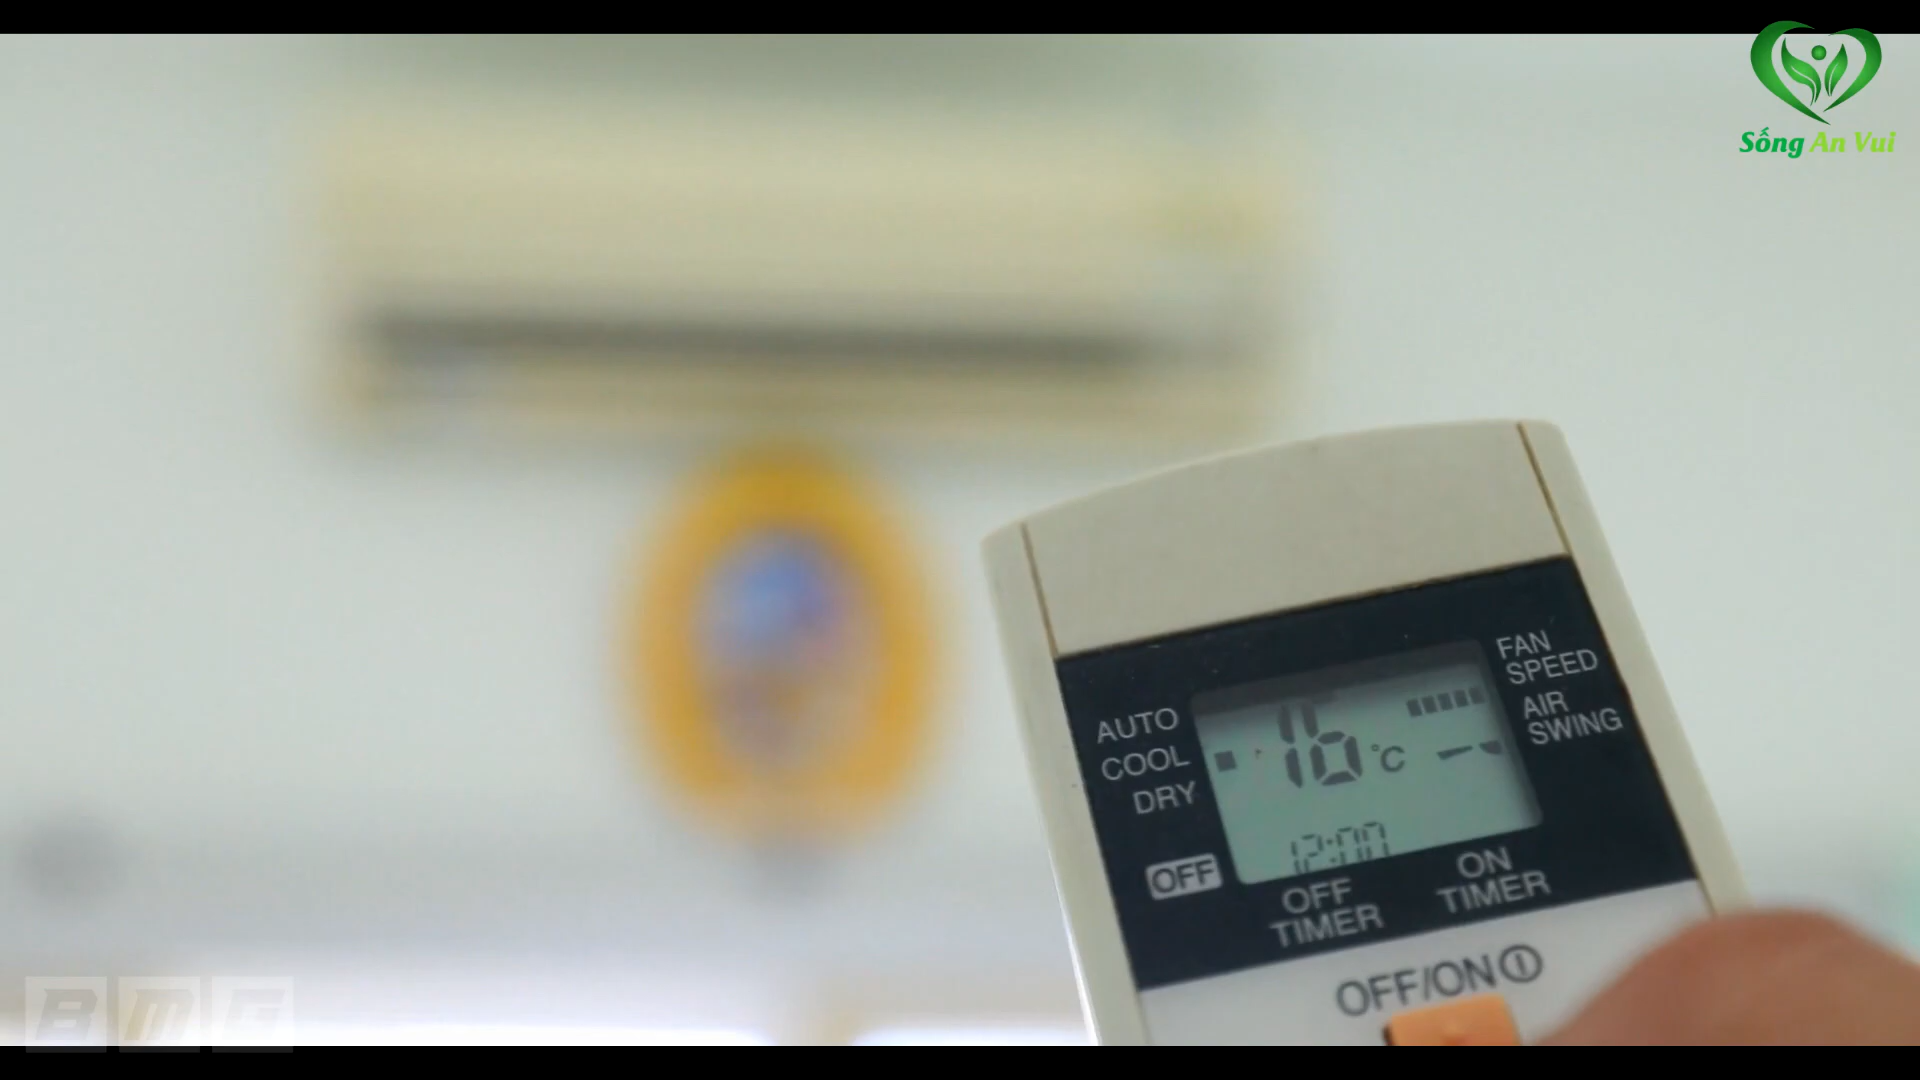 Sống An Vui
FAN
SPEED
AIR
SWING
AUTO
COOL
DRY
16 °C
12:00
OFF
OFF
TIMER
ON
TIMER
OFF/ON
BMG